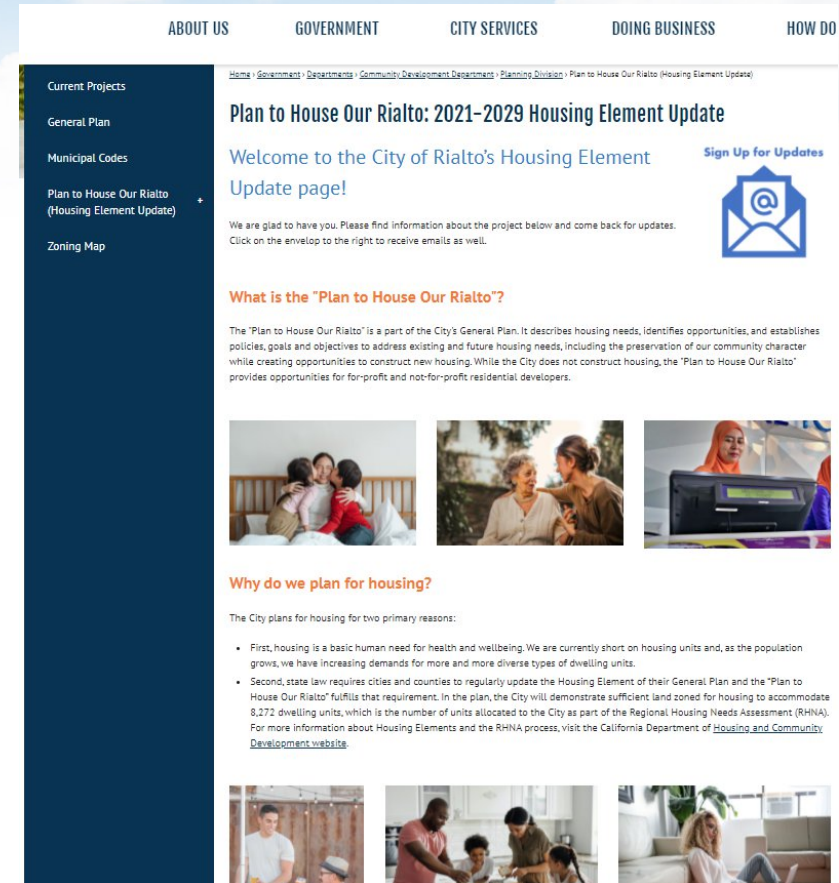 ABOUT US GOVERNMENT CITY SERVICES DOING BUSINESS HOW DO
Current Projects
General Plan
Municipal Codes
Plan to House Our Rialto
(Housing Element Update) +
Zoning Map
Home › Government › Departments › Community Development Department › Planning Division › Plan to House Our Rialto (Housing Element Update)
Plan to House Our Rialto: 2021-2029 Housing Element Update
Welcome to the City of Rialto's Housing Element
Update page!
Sign Up for Updates
@
We are glad to have you. Please find information about the project below and come back for updates.
Click on the envelop to the right to receive emails as well.
What is the "Plan to House Our Rialto"?
The "Plan to House Our Rialto" is a part of the City's General Plan. It describes housing needs, identifies opportunities, and establishes
policies, goals and objectives to address existing and future housing needs, including the preservation of our community character
while creating opportunities to construct new housing. While the City does not construct housing, the "Plan to House Our Rialto"
provides opportunities for for-profit and not-for-profit residential developers.
Why do we plan for housing?
The City plans for housing for two primary reasons:
• First, housing is a basic human need for health and wellbeing. We are currently short on housing units and, as the population
grows, we have increasing demands for more and more diverse types of dwelling units.
• Second, state law requires cities and counties to regularly update the Housing Element of their General Plan and the "Plan to
House Our Rialto" fulfills that requirement. In the plan, the City will demonstrate sufficient land zoned for housing to accommodate
8,272 dwelling units, which is the number of units allocated to the City as part of the Regional Housing Needs Assessment (RHNA).
For more information about Housing Elements and the RHNA process, visit the California Department of Housing and Community
Development website.